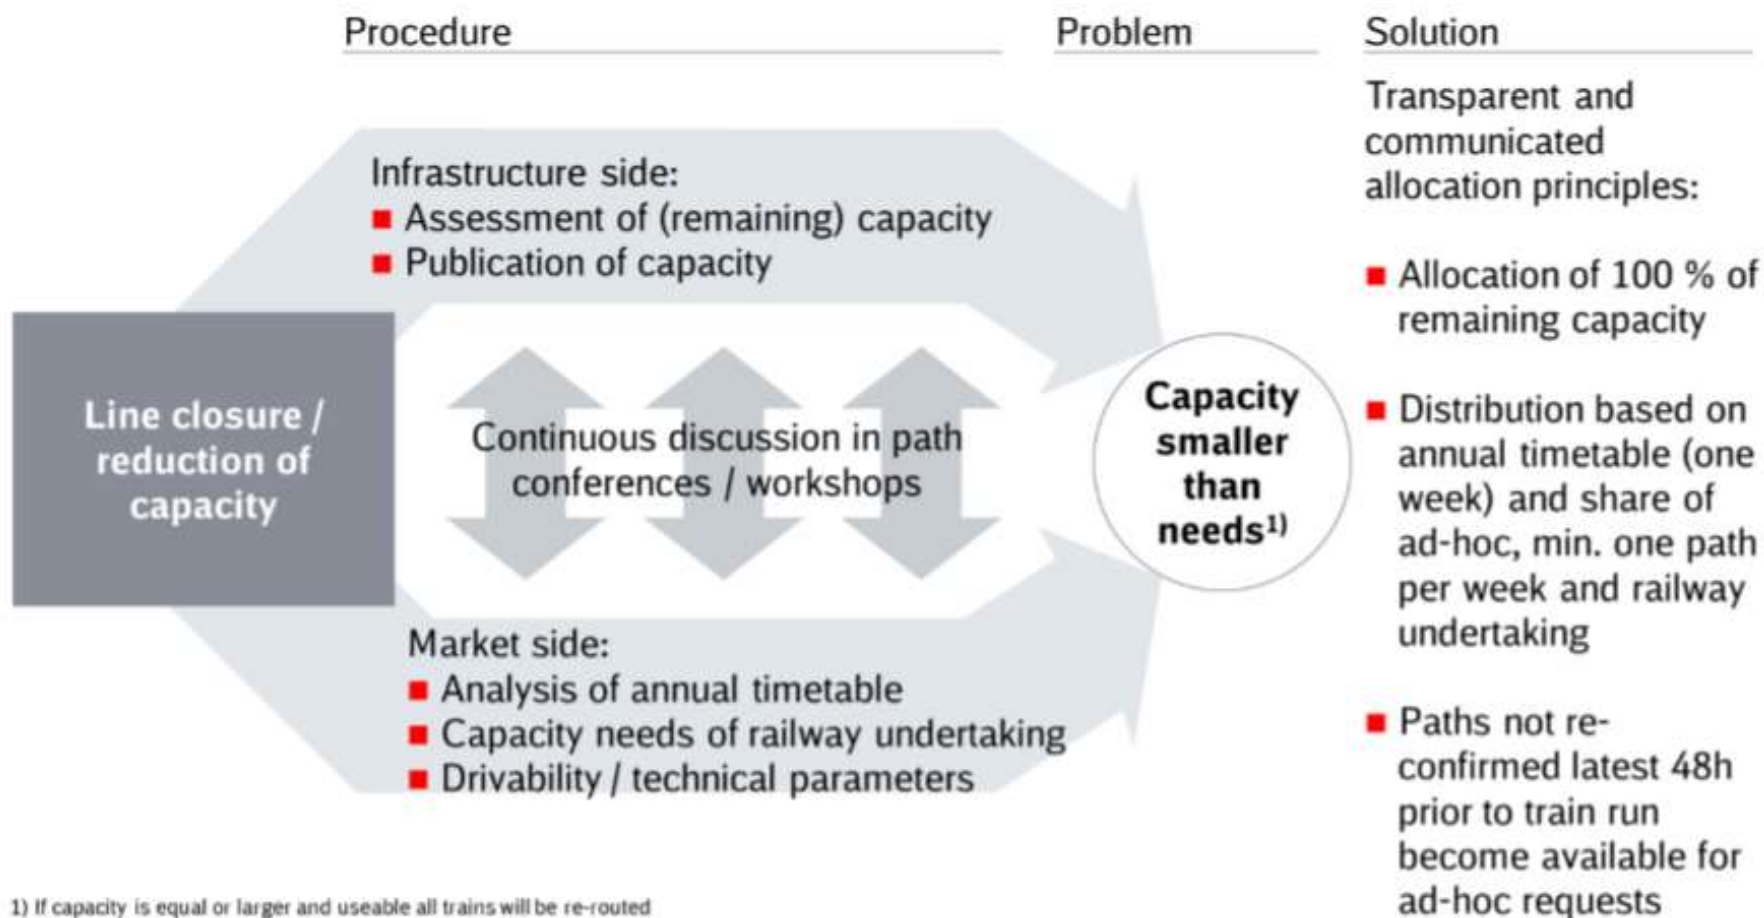 Procedure
Problem
Solution
Infrastructure side:
Assessment of (remaining) capacity
Publication of capacity
Line closure /
reduction of
capacity
Continuous discussion in path
conferences / workshops
Market side:
Analysis of annual timetable
Capacity needs of railway undertaking
Drivability / technical parameters
Capacity
smaller
than
needs1)
Transparent and
communicated
allocation principles:
Allocation of 100 % of
remaining capacity
Distribution based on
annual timetable (one
week) and share of
ad-hoc, min. one path
per week and railway
undertaking
Paths not re-
confirmed latest 48h
prior to train run
become available for
ad-hoc requests
1) If capacity is equal or larger and useable all trains will be re-routed